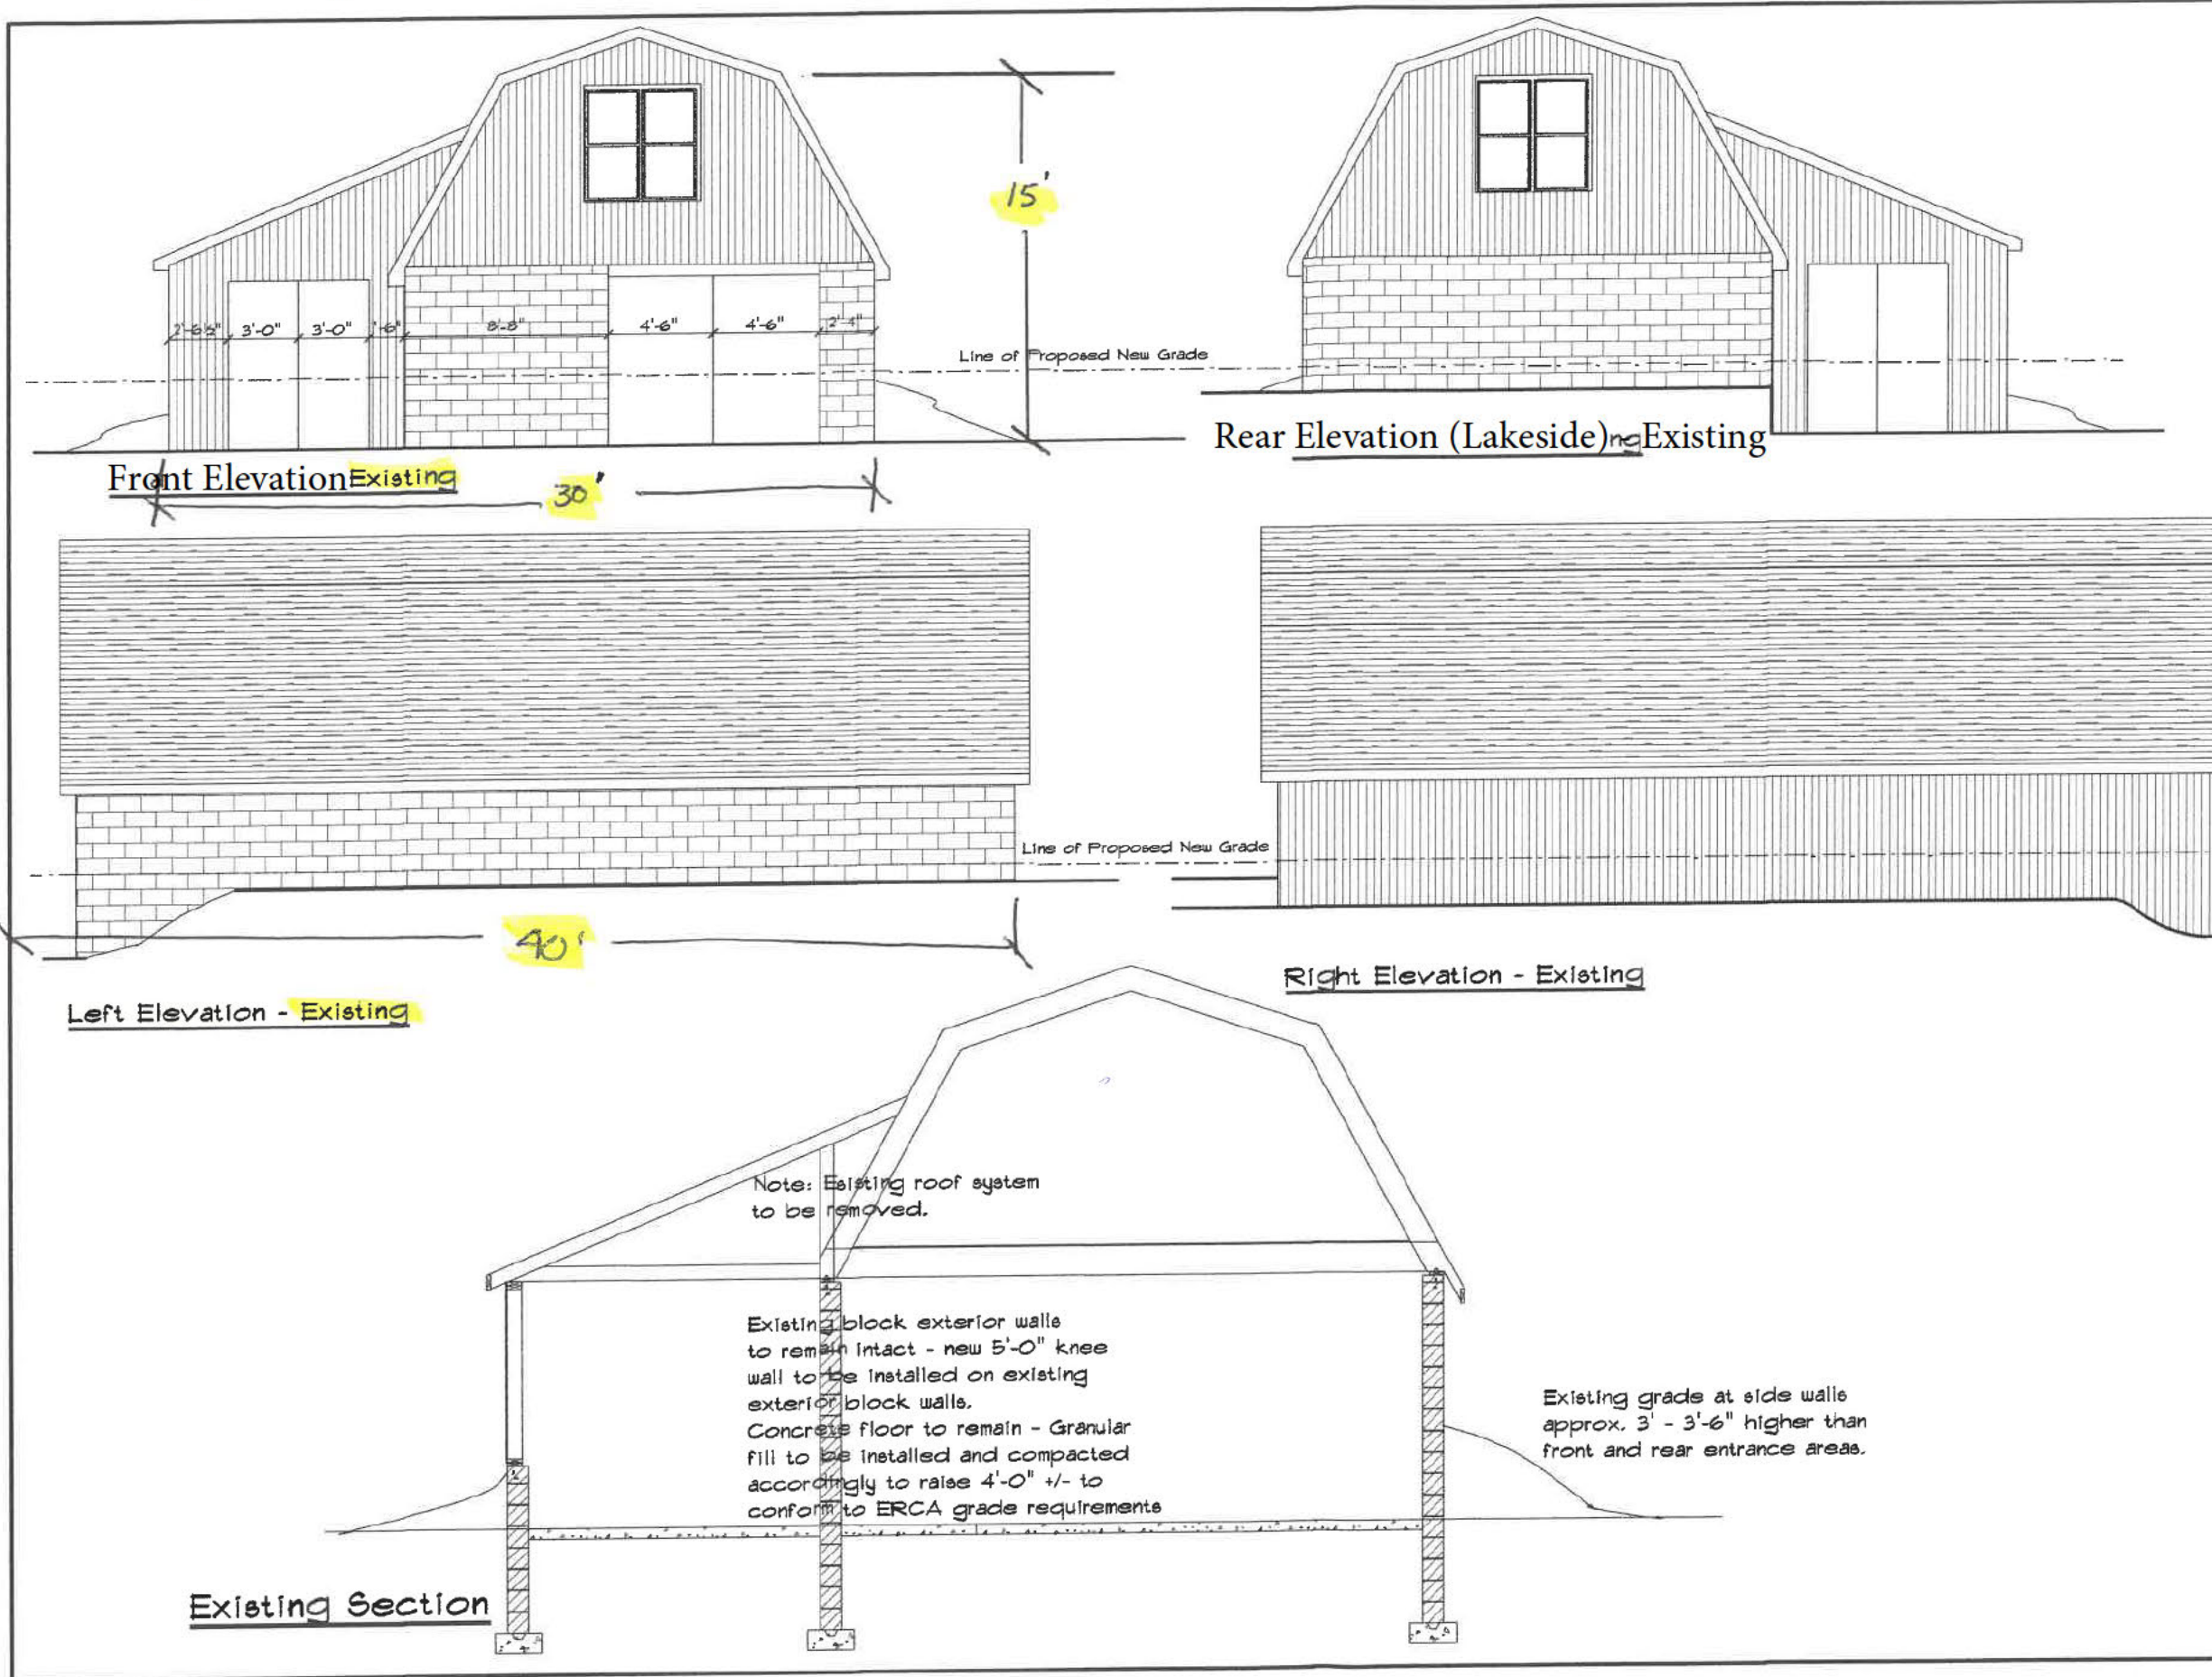 15'
2'-6½" 3'-0" 3'-0" 1'-6" 8'-8" 4'-6" 4'-6" 2'-4"
Line of Proposed New Grade
Front Elevation Existing
30'
Rear Elevation (Lakeside)ng Existing
Line of Proposed New Grade
40'
Left Elevation - Existing
Right Elevation - Existing
Note: Esisting roof system
to be removed.
Existing block exterior walls
to remain intact - new 5'-0" knee
wall to be installed on existing
exterior block walls.
Concrete floor to remain - Granular
fill to be installed and compacted
accordingly to raise 4'-0" +/- to
conform to ERCA grade requirements
Existing grade at side walls
approx. 3' - 3'-6" higher than
front and rear entrance areas.
Existing Section